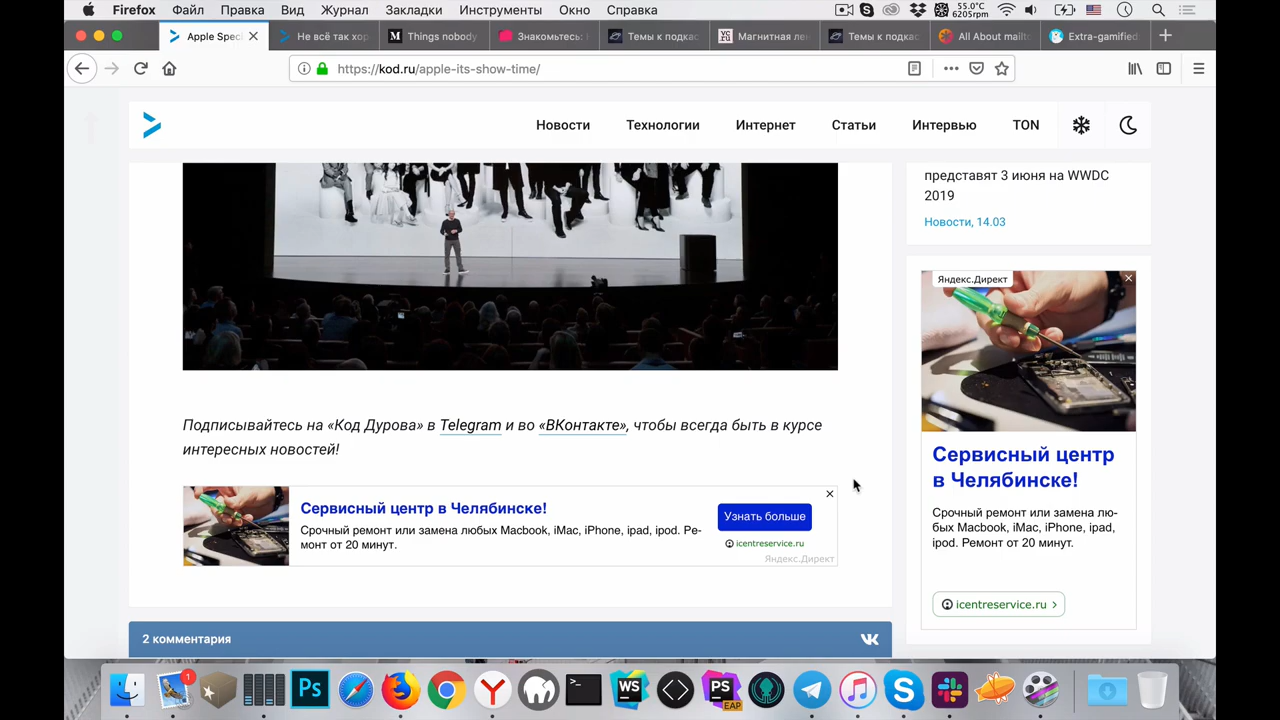 Firefox Файл Правка Вид Журнал Закладки Инструменты Окно Справка 55.0°C 6205rpm
Apple Spec Не всё так хор Things nobody Знакомьтесь: Темы к подкас Магнитная лен Темы к подкас All About mailto Extra-gamified:
https://kod.ru/apple-its-show-time/
Новости Технологии Интернет Статьи Интервью TON
представят 3 июня на WWDC
2019
Новости, 14.03
Яндекс.Директ
Подписывайтесь на «Код Дурова» в Telegram и во «ВКонтакте», чтобы всегда быть в курсе
интересных новостей!
Сервисный центр
в Челябинске!
Срочный ремонт или замена лю-
бых Macbook, iMac, iPhone, ipad,
ipod. Ремонт от 20 минут.
icentreservice.ru
Сервисный центр в Челябинске!
Срочный ремонт или замена любых Macbook, iMac, iPhone, ipad, ipod. Ре-
монт от 20 минут.
Узнать больше
icentreservice.ru
Яндекс.Директ
2 комментария
1
Ps
WS
PS
EAP